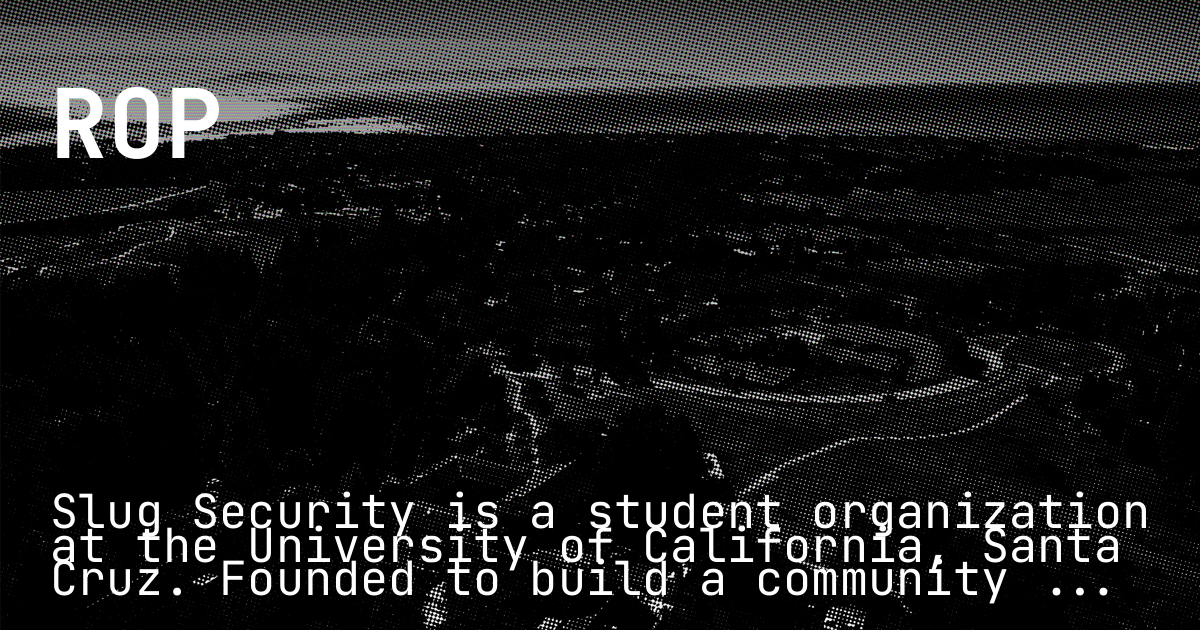 ROP
Slug Security is a student organization
at the University of California, Santa
Cruz. Founded to build a community ...